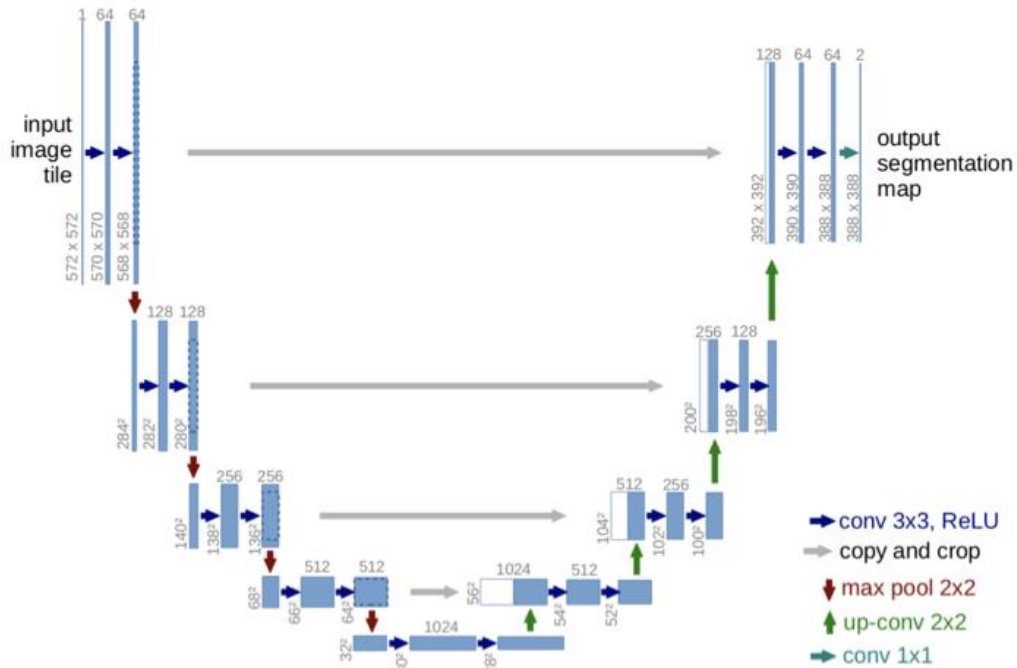 1 64 64
128 64 64 2
input
image
tile
output
segmentation
map
572 x 572
570 x 570
568 x 568
392 x 392
390 x 390
388 x 388
388 x 388
128 128
256 128
284²
282²
280²
200²
198²
196²
256 256
512 256
140²
138²
136²
104²
102²
100²
512 512
1024 512
68²
66²
64²
56²
54²
52²
1024
32²
conv 3x3, ReLU
copy and crop
max pool 2x2
up-conv 2x2
conv 1x1